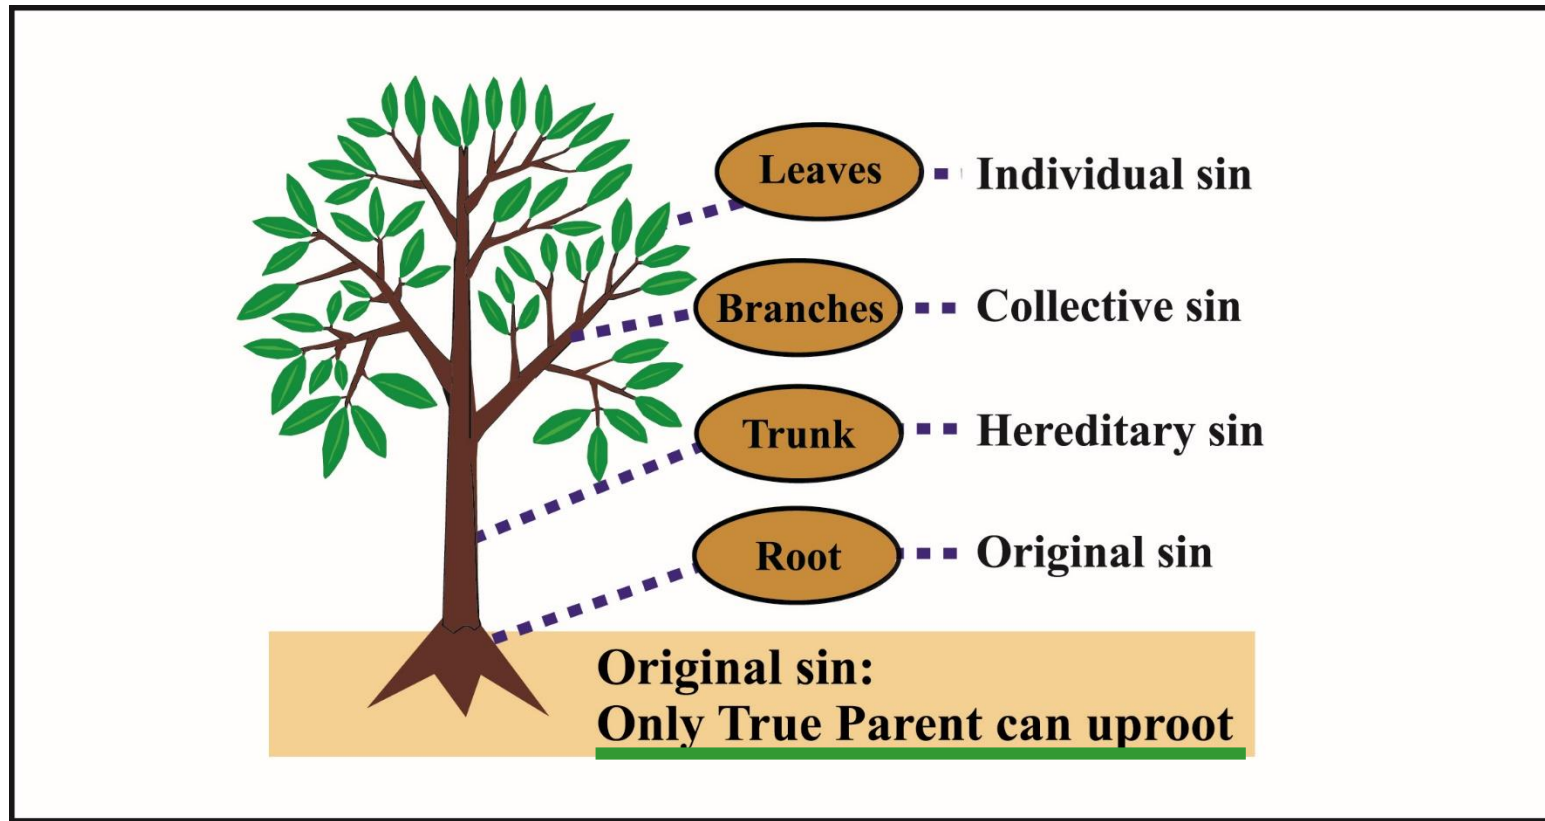 Leaves Individual sin
Branches Collective sin
Trunk Hereditary sin
Root Original sin
Original sin:
Only True Parent can uproot